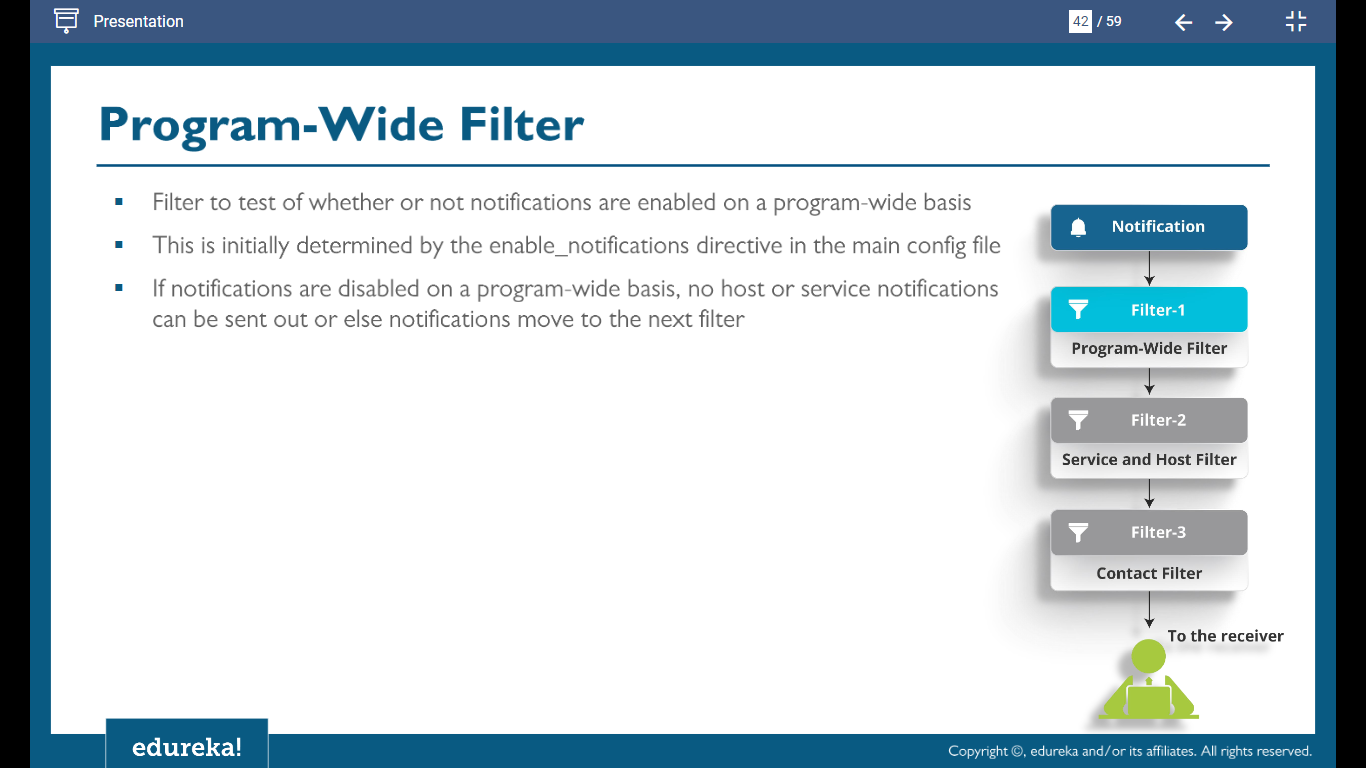 Presentation
42 / 59
Program-Wide Filter
Filter to test of whether or not notifications are enabled on a program-wide basis
This is initially determined by the enable_notifications directive in the main config file
If notifications are disabled on a program-wide basis, no host or service notifications
can be sent out or else notifications move to the next filter
Notification
Filter-1
Program-Wide Filter
Filter-2
Service and Host Filter
Filter-3
Contact Filter
To the receiver
edureka!
Copyright ©, edureka and/or its affiliates. All rights reserved.